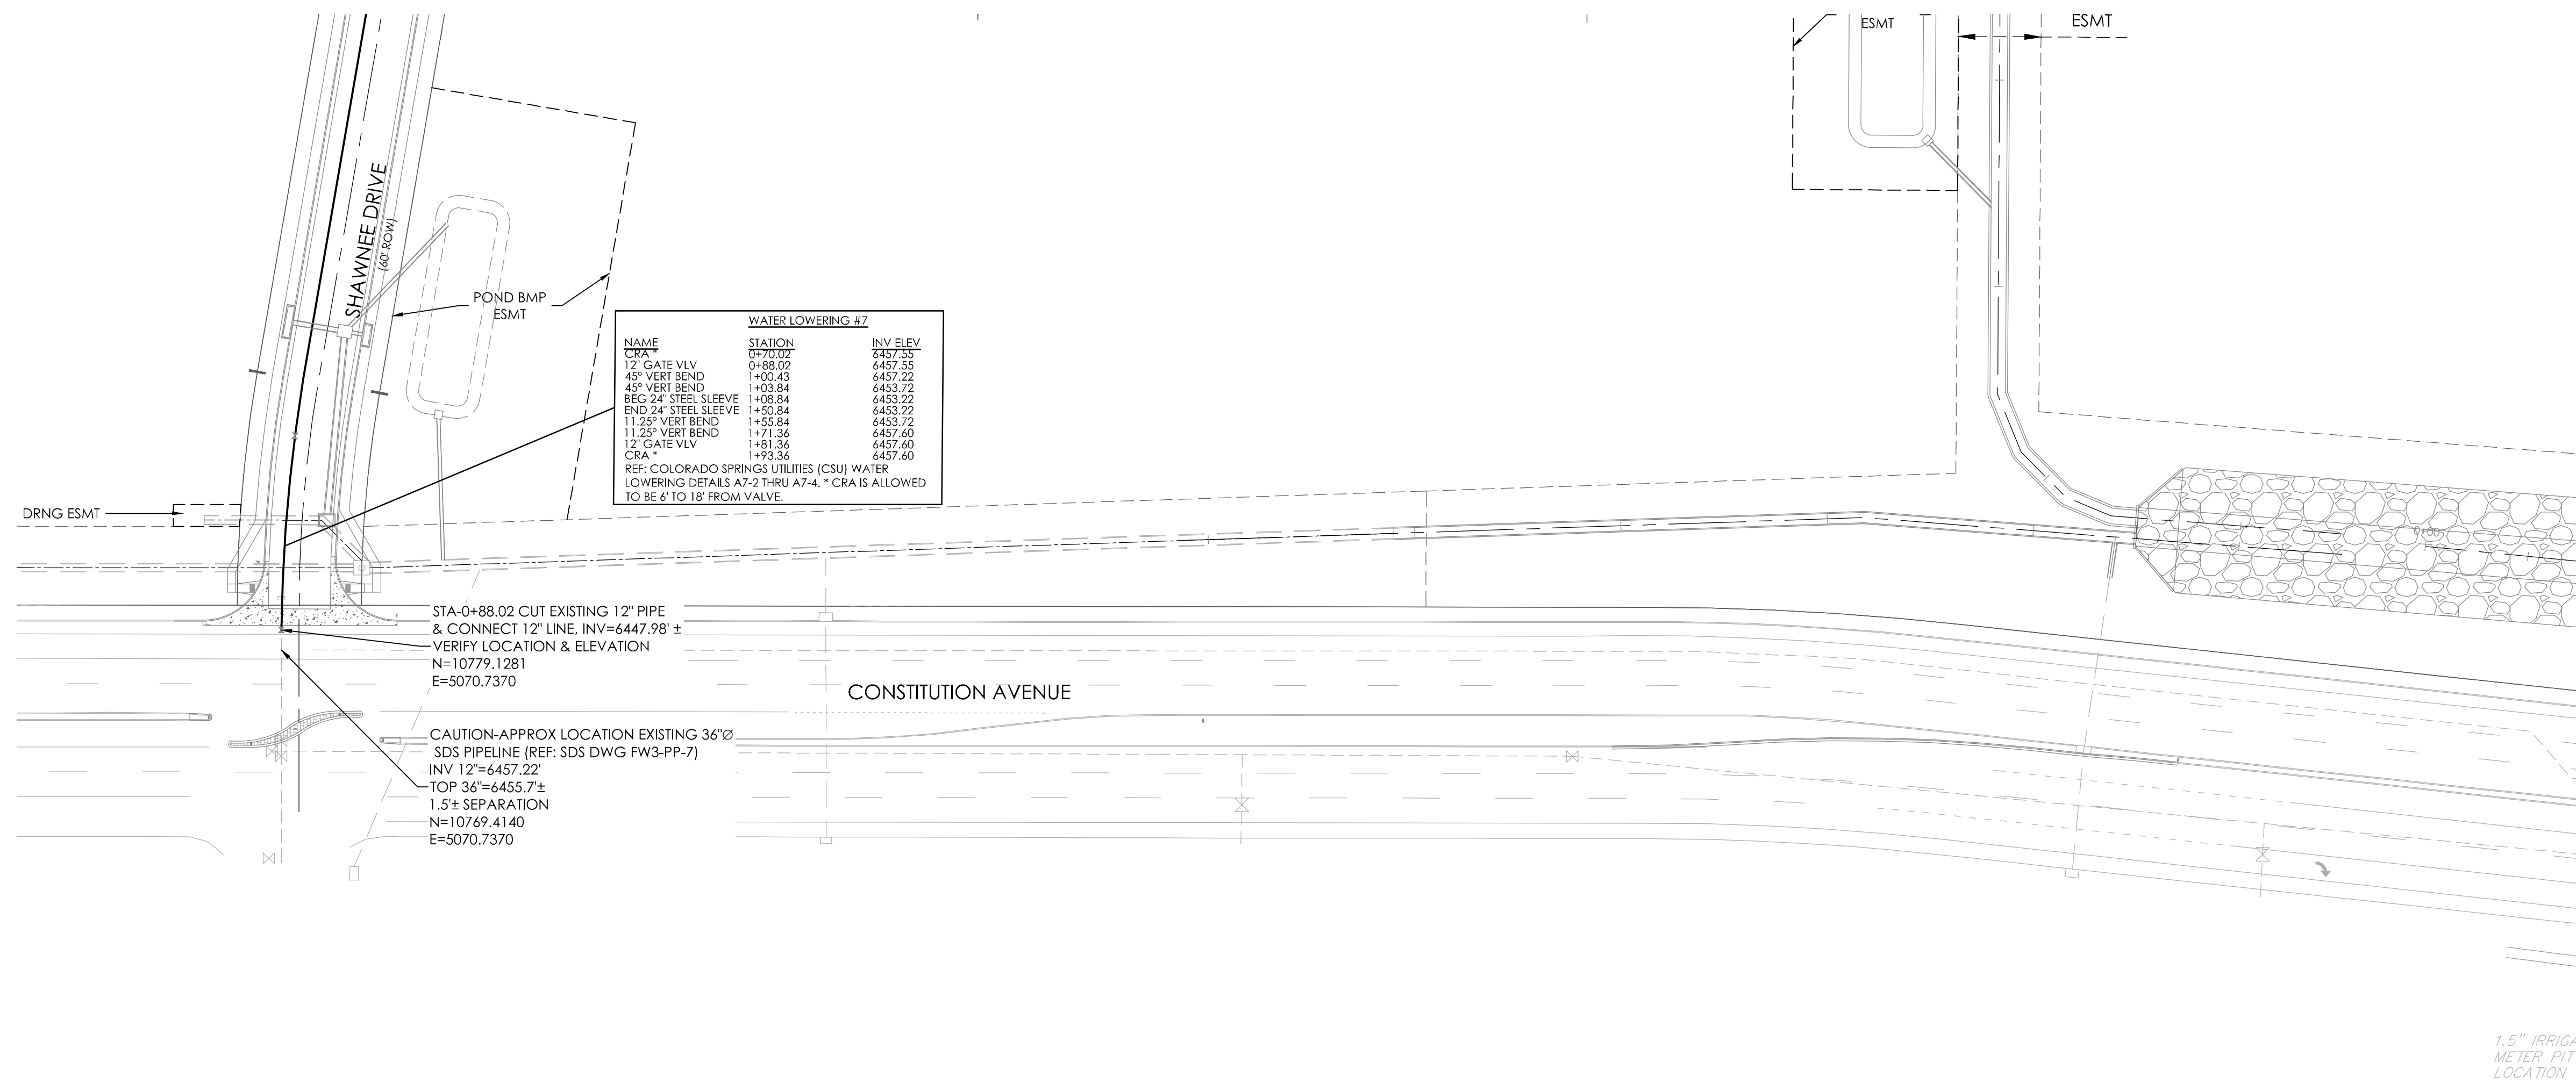 ESMT
ESMT
SHAWNEE DRIVE
(60' ROW)
POND BMP
ESMT
WATER LOWERING #7
NAME STATION INV ELEV
CRA * 0+70.02 6457.55
12" GATE VLV 0+88.02 6457.55
45° VERT BEND 1+00.43 6457.22
45° VERT BEND 1+03.84 6453.72
BEG 24" STEEL SLEEVE 1+08.84 6453.22
END 24" STEEL SLEEVE 1+50.84 6453.22
11.25° VERT BEND 1+55.84 6453.72
11.25° VERT BEND 1+71.36 6457.60
12" GATE VLV 1+81.36 6457.60
CRA * 1+93.36 6457.60
REF: COLORADO SPRINGS UTILITIES (CSU) WATER
LOWERING DETAILS A7-2 THRU A7-4. * CRA IS ALLOWED
TO BE 6' TO 18' FROM VALVE.
DRNG ESMT
0+00
STA-0+88.02 CUT EXISTING 12" PIPE
& CONNECT 12" LINE, INV=6447.98' ±
VERIFY LOCATION & ELEVATION
N=10779.1281
E=5070.7370
CONSTITUTION AVENUE
CAUTION-APPROX LOCATION EXISTING 36"Ø
SDS PIPELINE (REF: SDS DWG FW3-PP-7)
INV 12"=6457.22'
TOP 36"=6455.7'±
1.5'± SEPARATION
N=10769.4140
E=5070.7370
1.5" IRRIGA
METER PIT
LOCATION